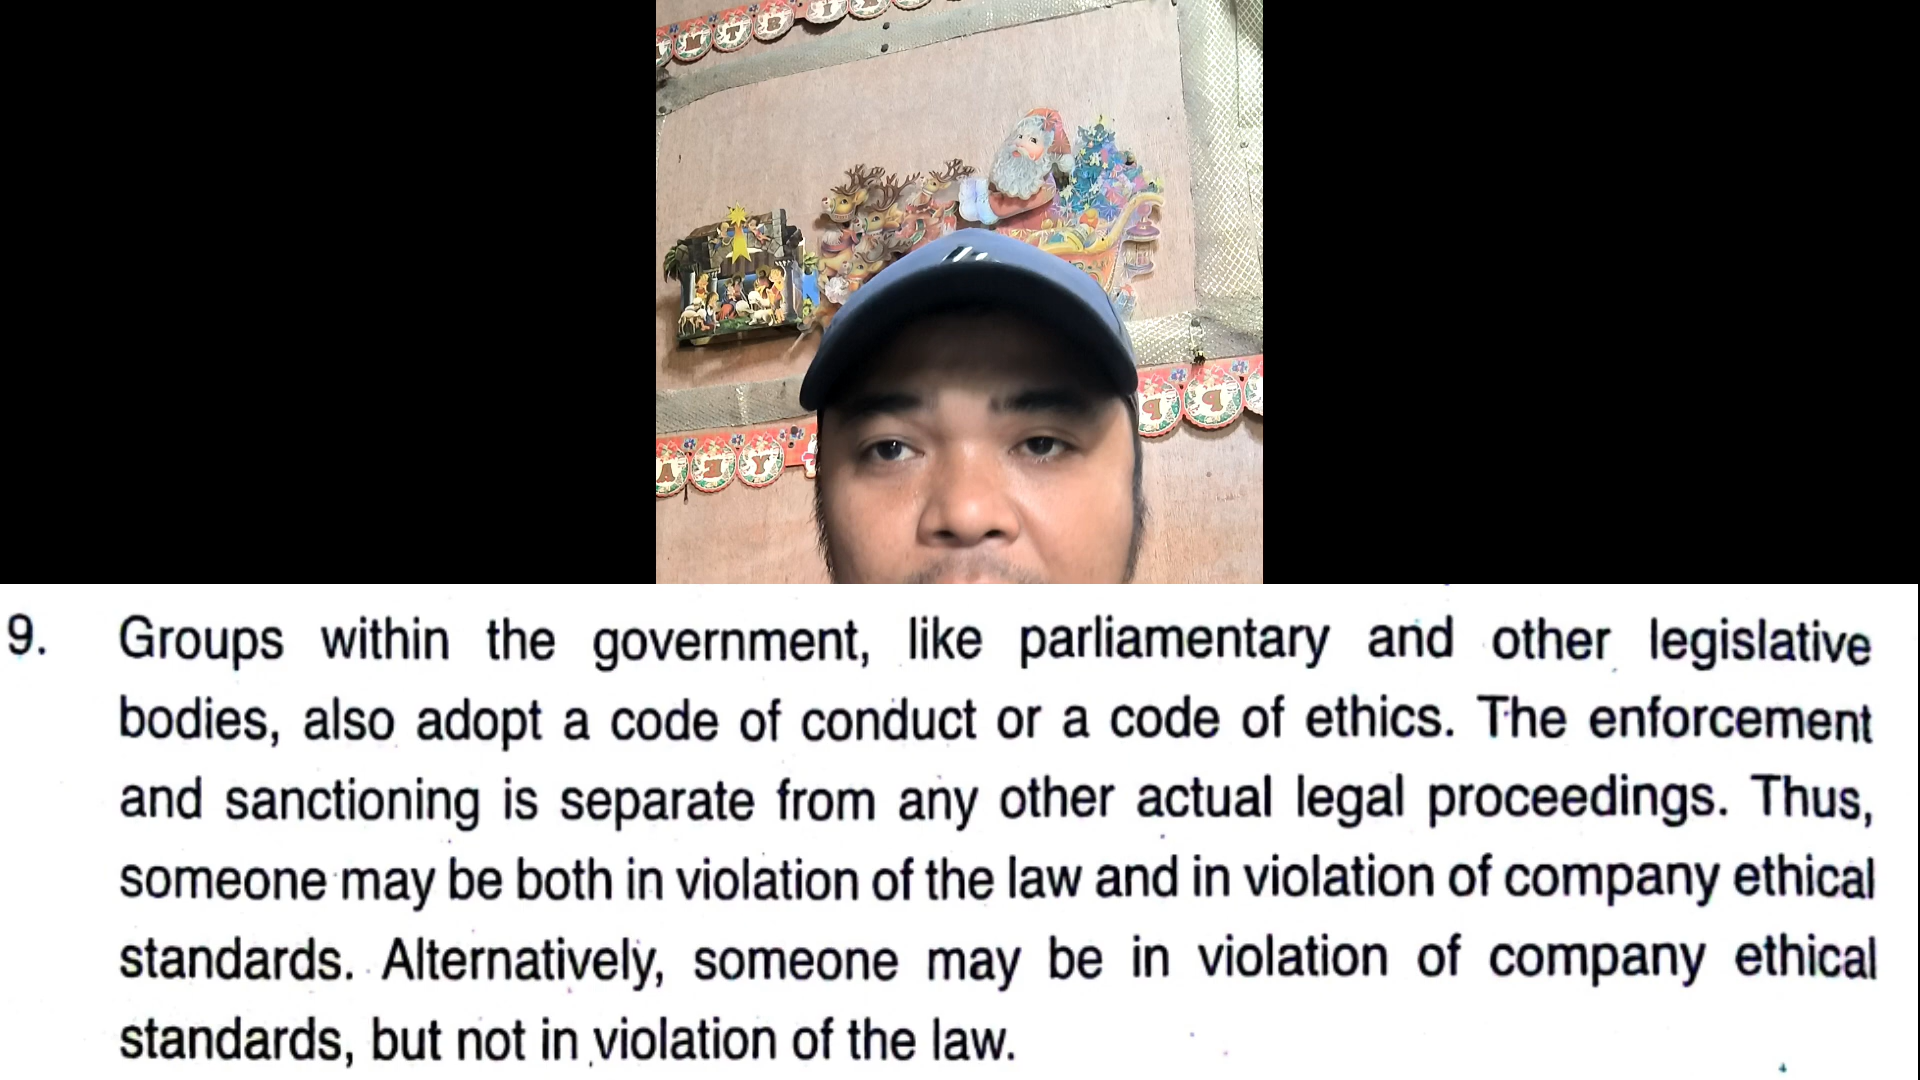 M T B
P P
A E Y
9. Groups within the government, like parliamentary and other legislative
bodies, also adopt a code of conduct or a code of ethics. The enforcement
and sanctioning is separate from any other actual legal proceedings. Thus,
someone may be both in violation of the law and in violation of company ethical
standards. Alternatively, someone may be in violation of company ethical
standards, but not in violation of the law.